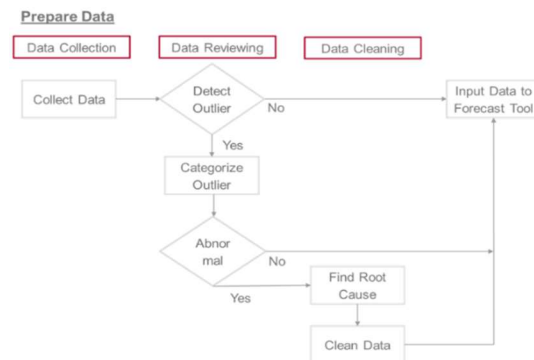 Prepare Data
Data Collection
Data Reviewing
Data Cleaning
Collect Data
Detect
Outlier
No
Input Data to
Forecast Tool
Yes
Categorize
Outlier
Abnor
mal
No
Yes
Find Root
Cause
Clean Data